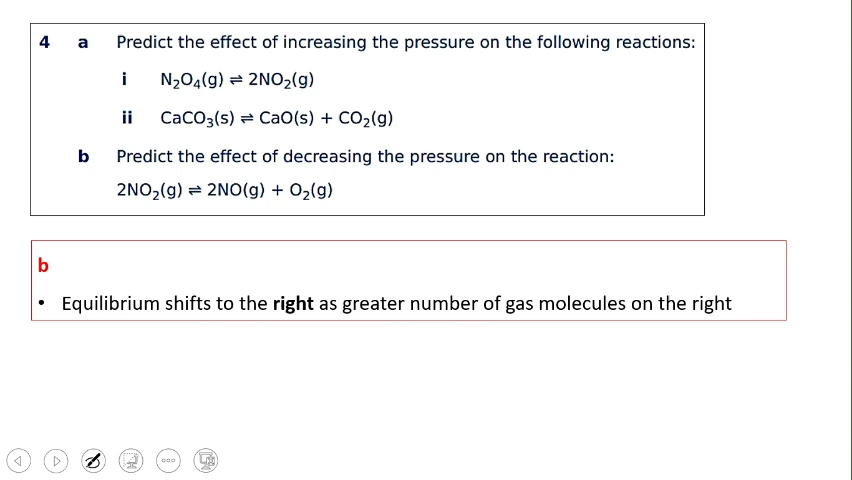 4 a Predict the effect of increasing the pressure on the following reactions:
i N₂O₄(g) ⇌ 2NO₂(g)
ii CaCO₃(s) ⇌ CaO(s) + CO₂(g)
b Predict the effect of decreasing the pressure on the reaction:
2NO₂(g) ⇌ 2NO(g) + O₂(g)
b
• Equilibrium shifts to the right as greater number of gas molecules on the right